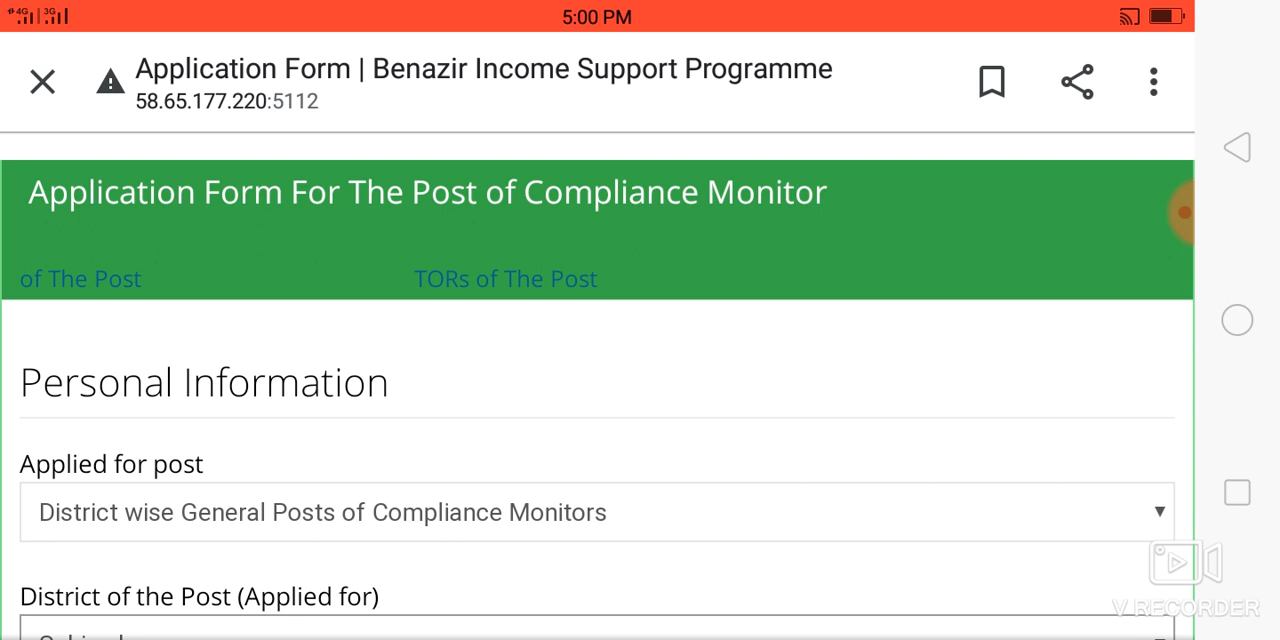 4G 3G 5:00 PM
Application Form | Benazir Income Support Programme
58.65.177.220:5112
Application Form For The Post of Compliance Monitor
of The Post TORs of The Post
Personal Information
Applied for post
District wise General Posts of Compliance Monitors
District of the Post (Applied for)
V RECORDER